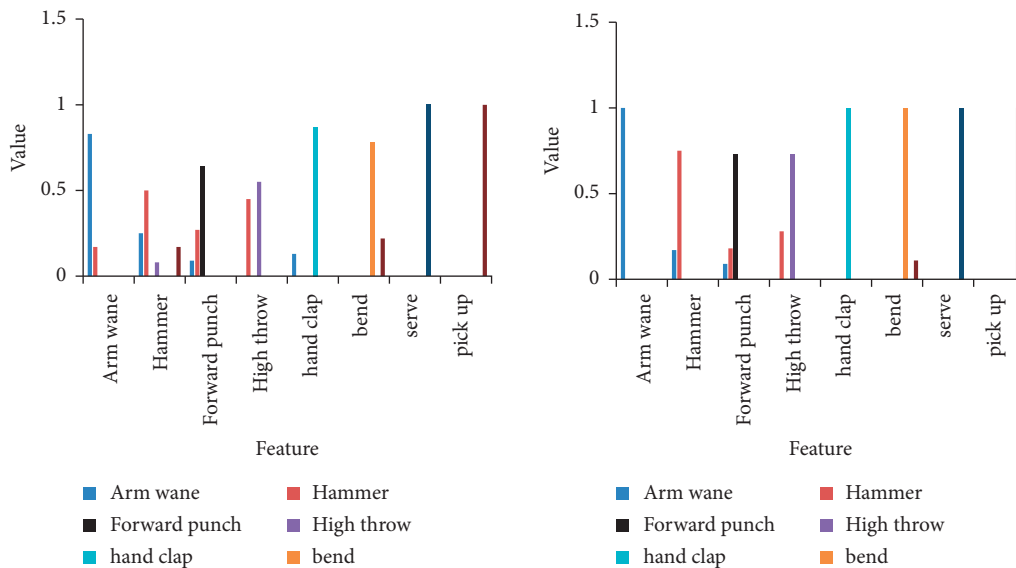 1.5
1
0.5
0
Value
Arm wane
Hammer
Forward punch
High throw
hand clap
bend
serve
pick up
Feature
Arm wane
Hammer
Forward punch
High throw
hand clap
bend
1.5
1
0.5
0
Value
Arm wane
Hammer
Forward punch
High throw
hand clap
bend
serve
pick up
Feature
Arm wane
Hammer
Forward punch
High throw
hand clap
bend